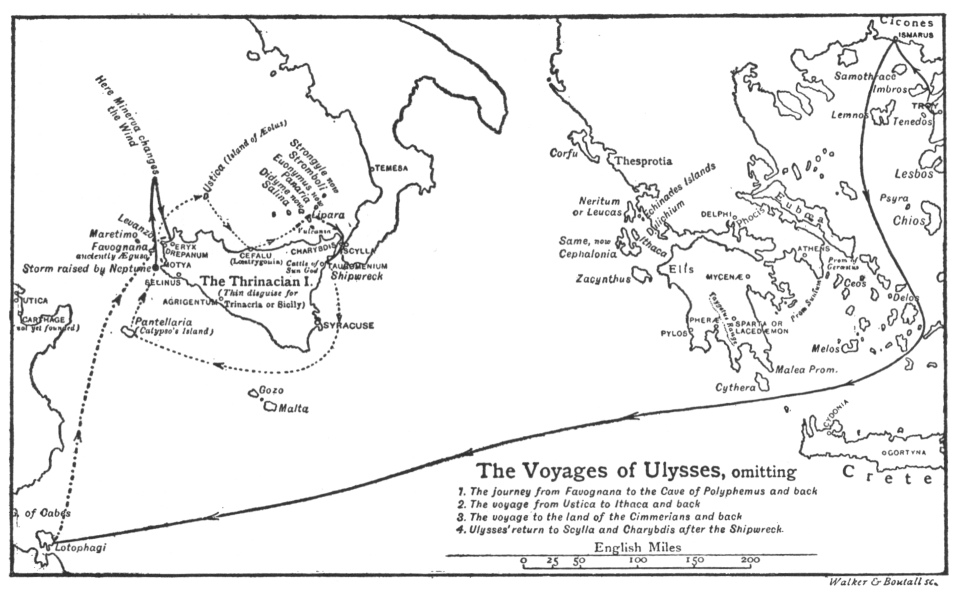 Cicones
ISMARUS
Samothrace
Imbros
TROY
Lemnos
Tenedos
Lesbos
Psyra
Chios
Here Minerva changes
the Wind
Ustica (Island of Æolus)
Strongyle now
Stromboli
Euonymus now
Panaria
Didyme now
Salina
Lipara
Vulcania
TEMESA
Corfu
Thesprotia
Echinades Islands
Dulichium
Neritum
or Leucas
Same, now
Cephalonia
Ithaca
Zacynthus
DELPHI
Phocis
Eubœa
ATHENS
Prom of
Geræstus
Prom Sunium
Ceos
Delos
Elis
MYCENÆ
Taygetus Range
PHERÆ
SPARTA OR
LACEDÆMON
PYLOS
Melos
Malea Prom.
Cythera
Levanzo
Maretimo
Favognana
anciently Ægusa
Storm raised by Neptune
ERYX
DREPANUM
MOTYA
SELINUS
CEFALU
(Læstrygonia)
CHARYBDIS
SCYLLA
Cattle of
Sun God
TAUROMENIUM
Shipwreck
The Thrinacian I.
(Thin disguise for
Trinacria or Sicily)
AGRIGENTUM
SYRACUSE
UTICA
CARTHAGE
(not yet founded)
Pantellaria
(Calypso's Island)
Gozo
Malta
CYDONIA
GORTYNA
Crete
G. of Cabes
Lotophagi
The Voyages of Ulysses, omitting
1. The journey from Favognana to the Cave of Polyphemus and back
2. The voyage from Ustica to Ithaca and back
3. The voyage to the land of the Cimmerians and back
4. Ulysses' return to Scylla and Charybdis after the Shipwreck.
English Miles
0 25 50 100 150 200
Walker & Boutall sc.